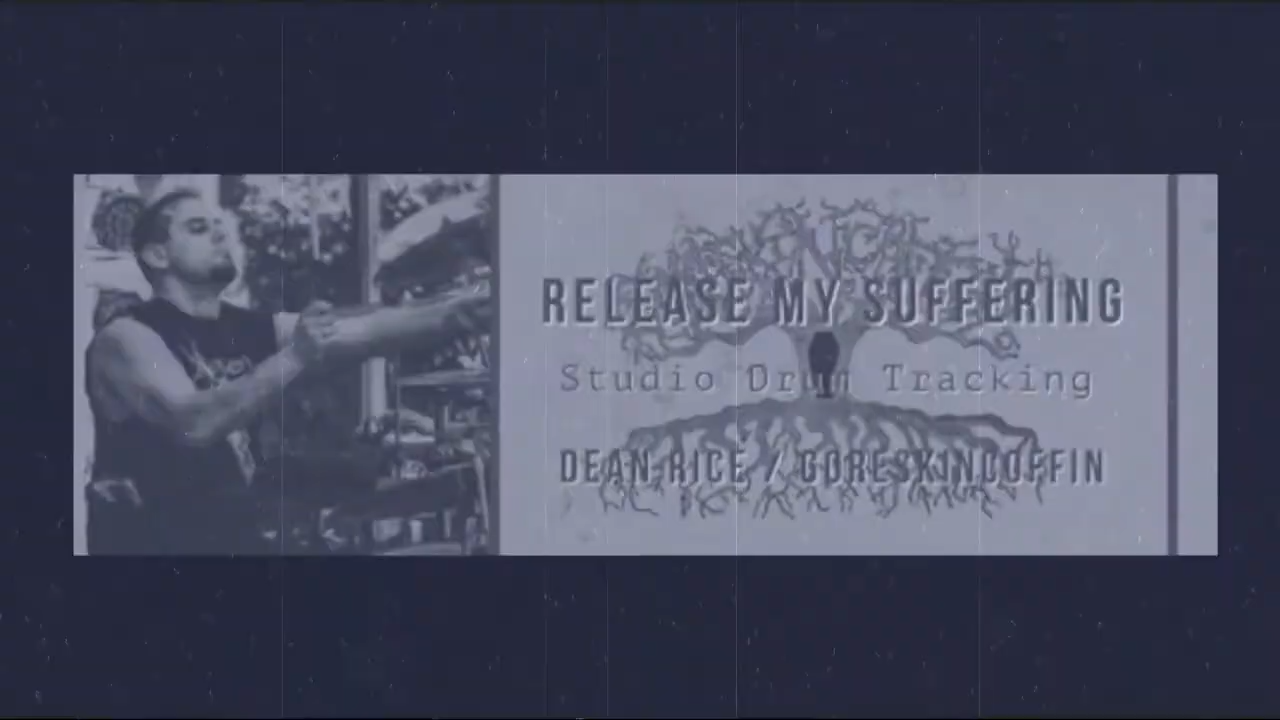 RELEASE MY SUFFERING
Studio Drum Tracking
DEAN RICE / GORESKINCOFFIN